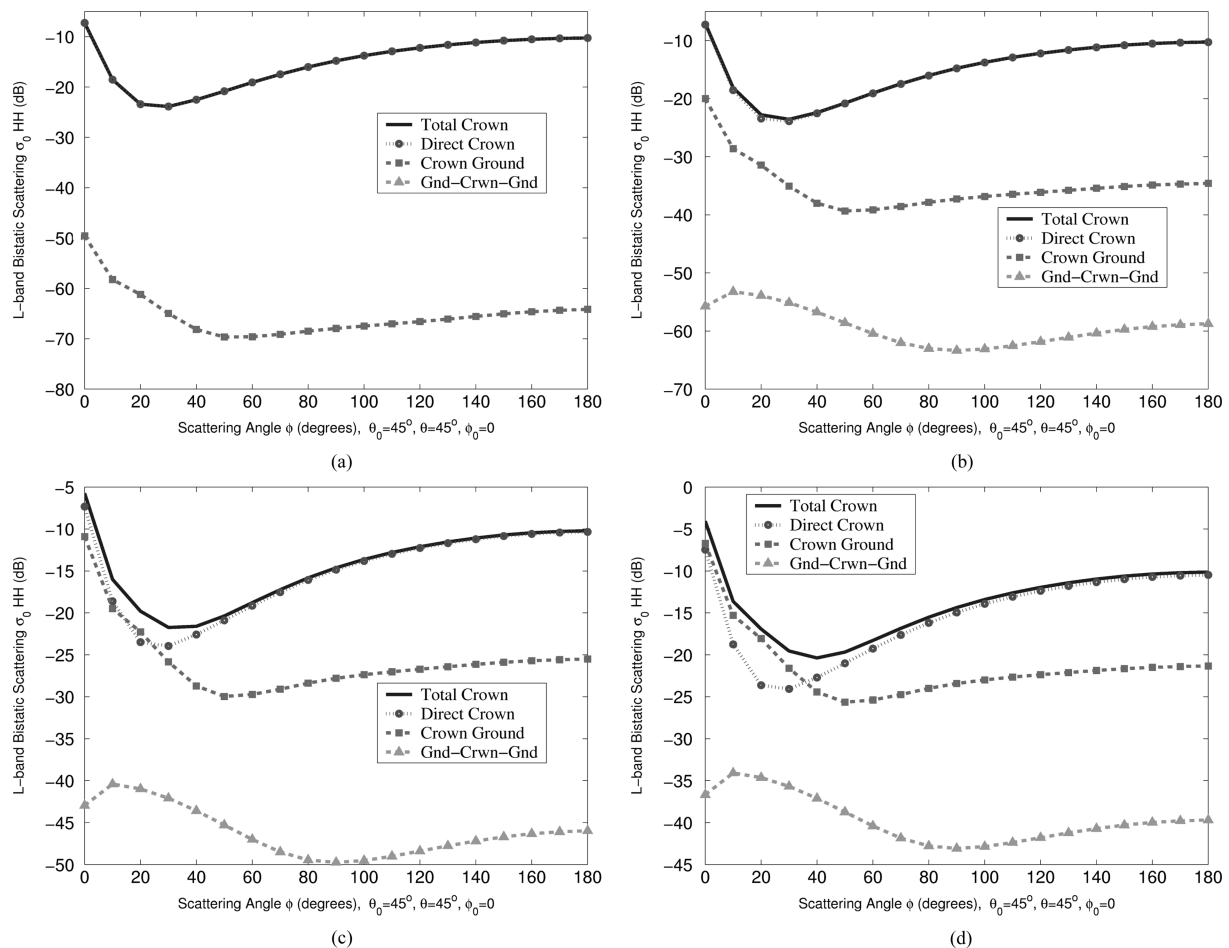 L−band Bistatic Scattering σ0 HH (dB)
−10
−20
−30
−40
−50
−60
−70
−80
Total Crown
Direct Crown
Crown Ground
Gnd−Crwn−Gnd
0 20 40 60 80 100 120 140 160 180
Scattering Angle ϕ (degrees), θ0=45o, θ=45o, ϕ0=0
(a)
L−band Bistatic Scattering σ0 HH (dB)
−10
−20
−30
−40
−50
−60
−70
Total Crown
Direct Crown
Crown Ground
Gnd−Crwn−Gnd
0 20 40 60 80 100 120 140 160 180
Scattering Angle ϕ (degrees), θ0=45o, θ=45o, ϕ0=0
(b)
L−band Bistatic Scattering σ0 HH (dB)
−5
−10
−15
−20
−25
−30
−35
−40
−45
−50
Total Crown
Direct Crown
Crown Ground
Gnd−Crwn−Gnd
0 20 40 60 80 100 120 140 160 180
Scattering Angle ϕ (degrees), θ0=45o, θ=45o, ϕ0=0
(c)
L−band Bistatic Scattering σ0 HH (dB)
0
−5
−10
−15
−20
−25
−30
−35
−40
−45
Total Crown
Direct Crown
Crown Ground
Gnd−Crwn−Gnd
0 20 40 60 80 100 120 140 160 180
Scattering Angle ϕ (degrees), θ0=45o, θ=45o, ϕ0=0
(d)